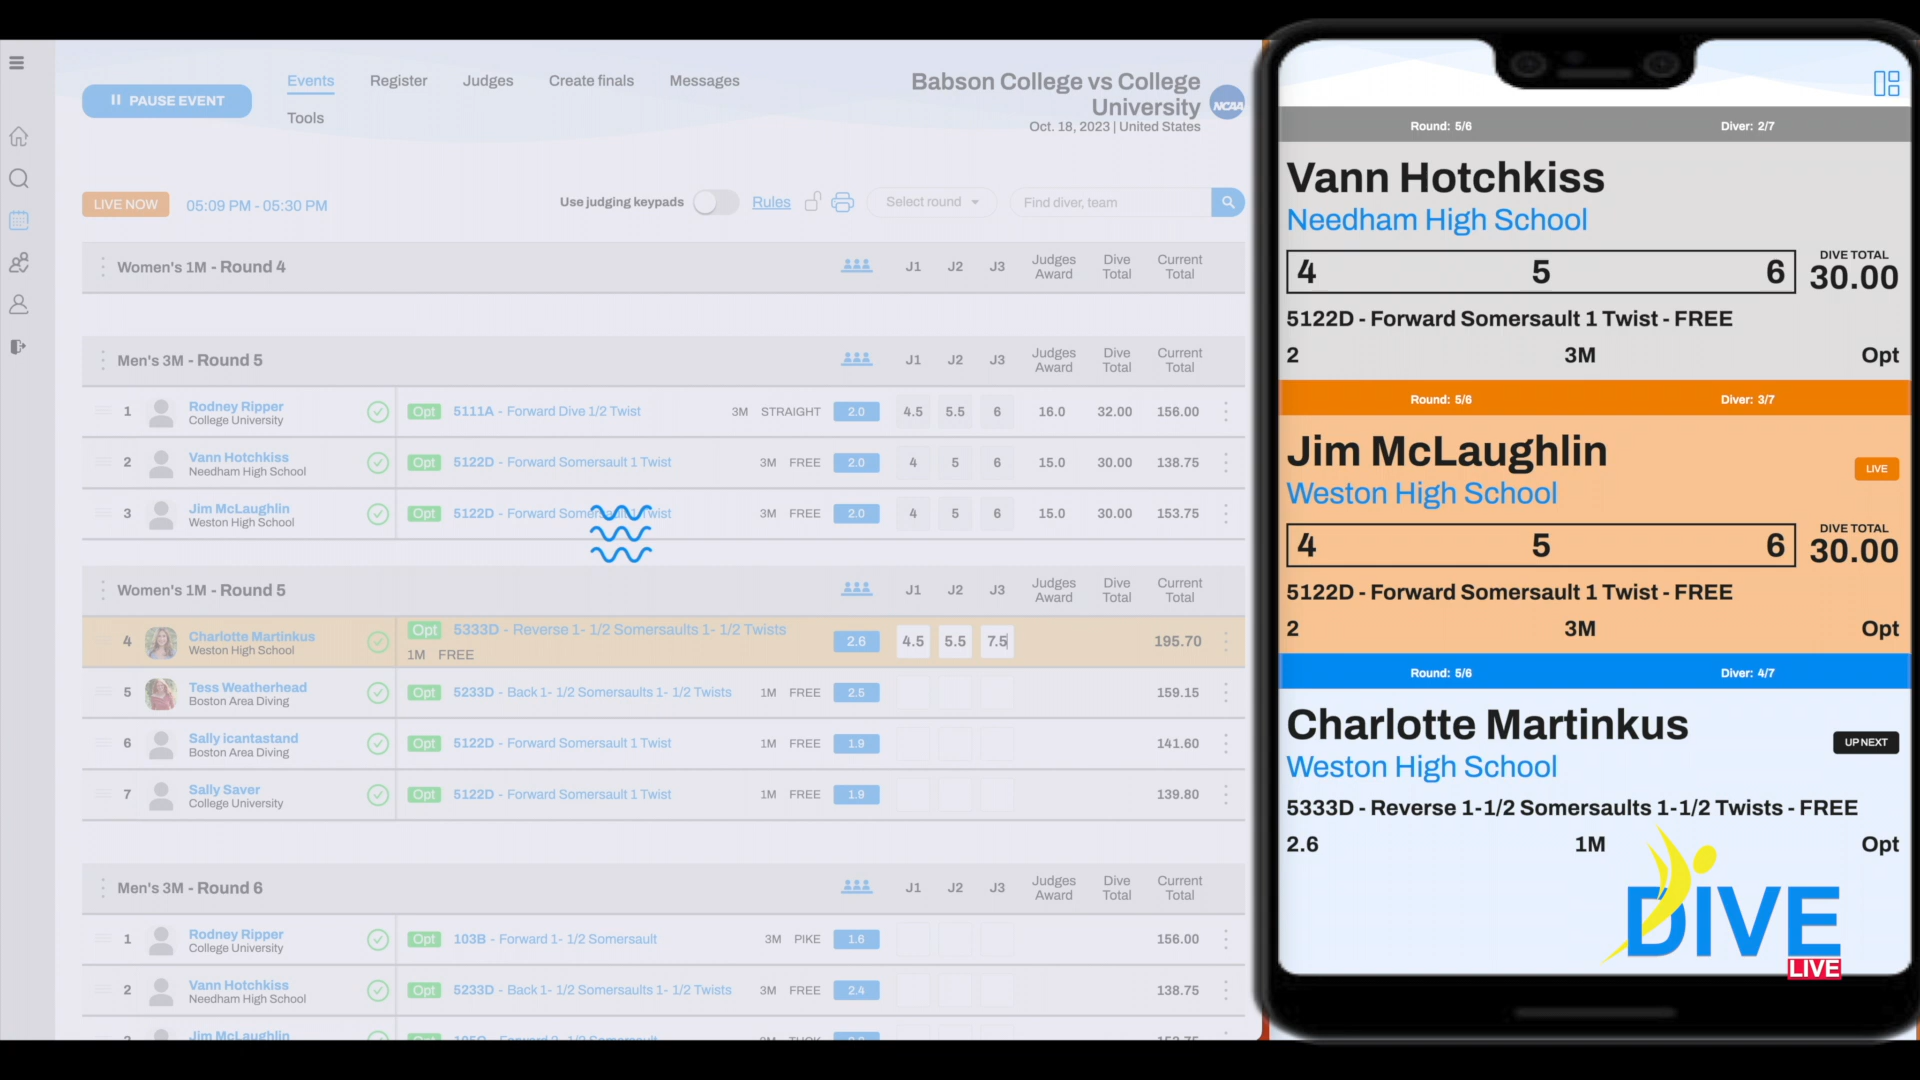 PAUSE EVENT
Events
Register
Judges
Create finals
Messages
Tools
Babson College vs College
University
Oct. 18, 2023 | United States
NCAA
LIVE NOW
05:09 PM - 05:30 PM
Use judging keypads
Rules
Select round
Find diver, team
Women's 1M - Round 4
J1 J2 J3 Judges Award Dive Total Current Total
Men's 3M - Round 5
J1 J2 J3 Judges Award Dive Total Current Total
1 Rodney Ripper College University Opt 5111A - Forward Dive 1/2 Twist 3M STRAIGHT 2.0 4.5 5.5 6 16.0 32.00 156.00
2 Vann Hotchkiss Needham High School Opt 5122D - Forward Somersault 1 Twist 3M FREE 2.0 4 5 6 15.0 30.00 138.75
3 Jim McLaughlin Weston High School Opt 5122D - Forward Somersault 1 Twist 3M FREE 2.0 4 5 6 15.0 30.00 153.75
Women's 1M - Round 5
J1 J2 J3 Judges Award Dive Total Current Total
4 Charlotte Martinkus Weston High School Opt 5333D - Reverse 1- 1/2 Somersaults 1- 1/2 Twists 1M FREE 2.6 4.5 5.5 7.5 195.70
5 Tess Weatherhead Boston Area Diving Opt 5233D - Back 1- 1/2 Somersaults 1- 1/2 Twists 1M FREE 2.5 159.15
6 Sally icantastand Boston Area Diving Opt 5122D - Forward Somersault 1 Twist 1M FREE 1.9 141.60
7 Sally Saver College University Opt 5122D - Forward Somersault 1 Twist 1M FREE 1.9 139.80
Men's 3M - Round 6
J1 J2 J3 Judges Award Dive Total Current Total
1 Rodney Ripper College University Opt 103B - Forward 1- 1/2 Somersault 3M PIKE 1.6 156.00
2 Vann Hotchkiss Needham High School Opt 5233D - Back 1- 1/2 Somersaults 1- 1/2 Twists 3M FREE 2.4 138.75
Jim McLaughlin
Round: 5/6 Diver: 2/7
Vann Hotchkiss
Needham High School
4 5 6
DIVE TOTAL
30.00
5122D - Forward Somersault 1 Twist - FREE
2 3M Opt
Round: 5/6 Diver: 3/7
Jim McLaughlin
LIVE
Weston High School
4 5 6
DIVE TOTAL
30.00
5122D - Forward Somersault 1 Twist - FREE
2 3M Opt
Round: 5/6 Diver: 4/7
Charlotte Martinkus
UP NEXT
Weston High School
5333D - Reverse 1-1/2 Somersaults 1-1/2 Twists - FREE
2.6 1M Opt
DIVE
LIVE